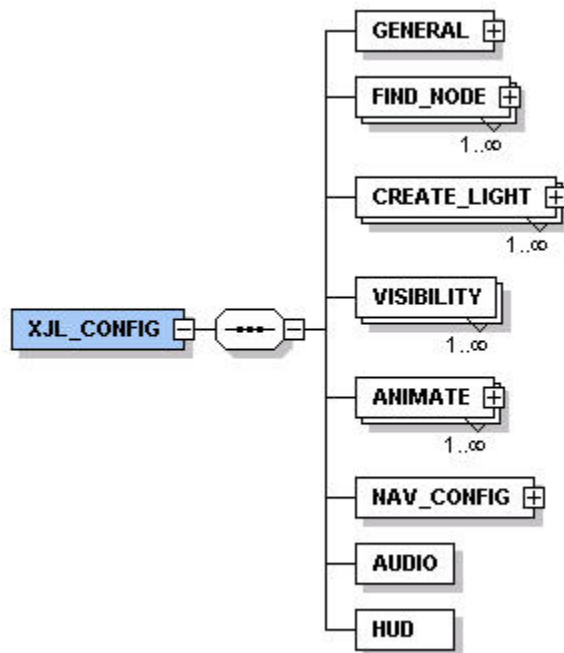 GENERAL
FIND_NODE
1..∞
CREATE_LIGHT
1..∞
VISIBILITY
1..∞
XJL_CONFIG
ANIMATE
1..∞
NAV_CONFIG
AUDIO
HUD